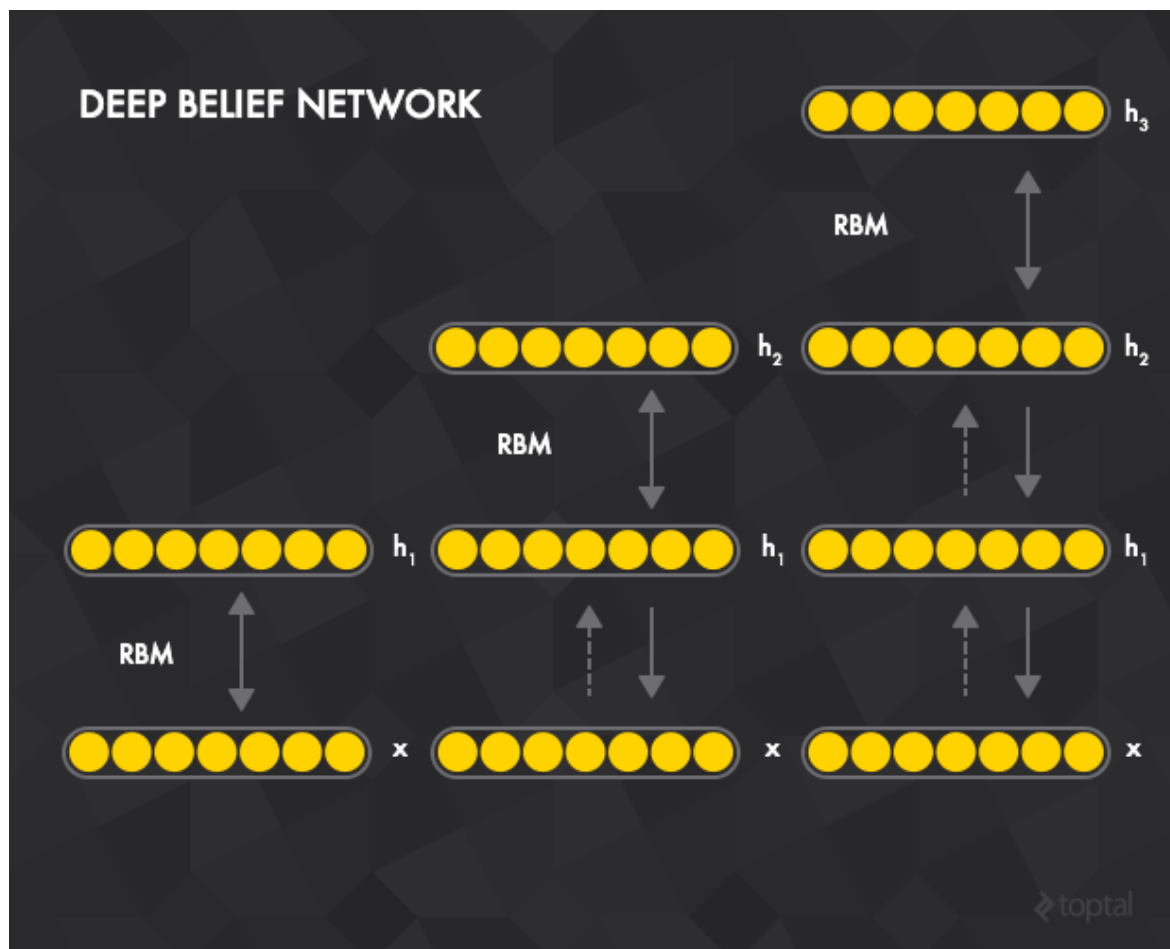 DEEP BELIEF NETWORK
h₃
RBM
h₂
h₂
RBM
h₁
h₁
h₁
RBM
x
x
x
toptal